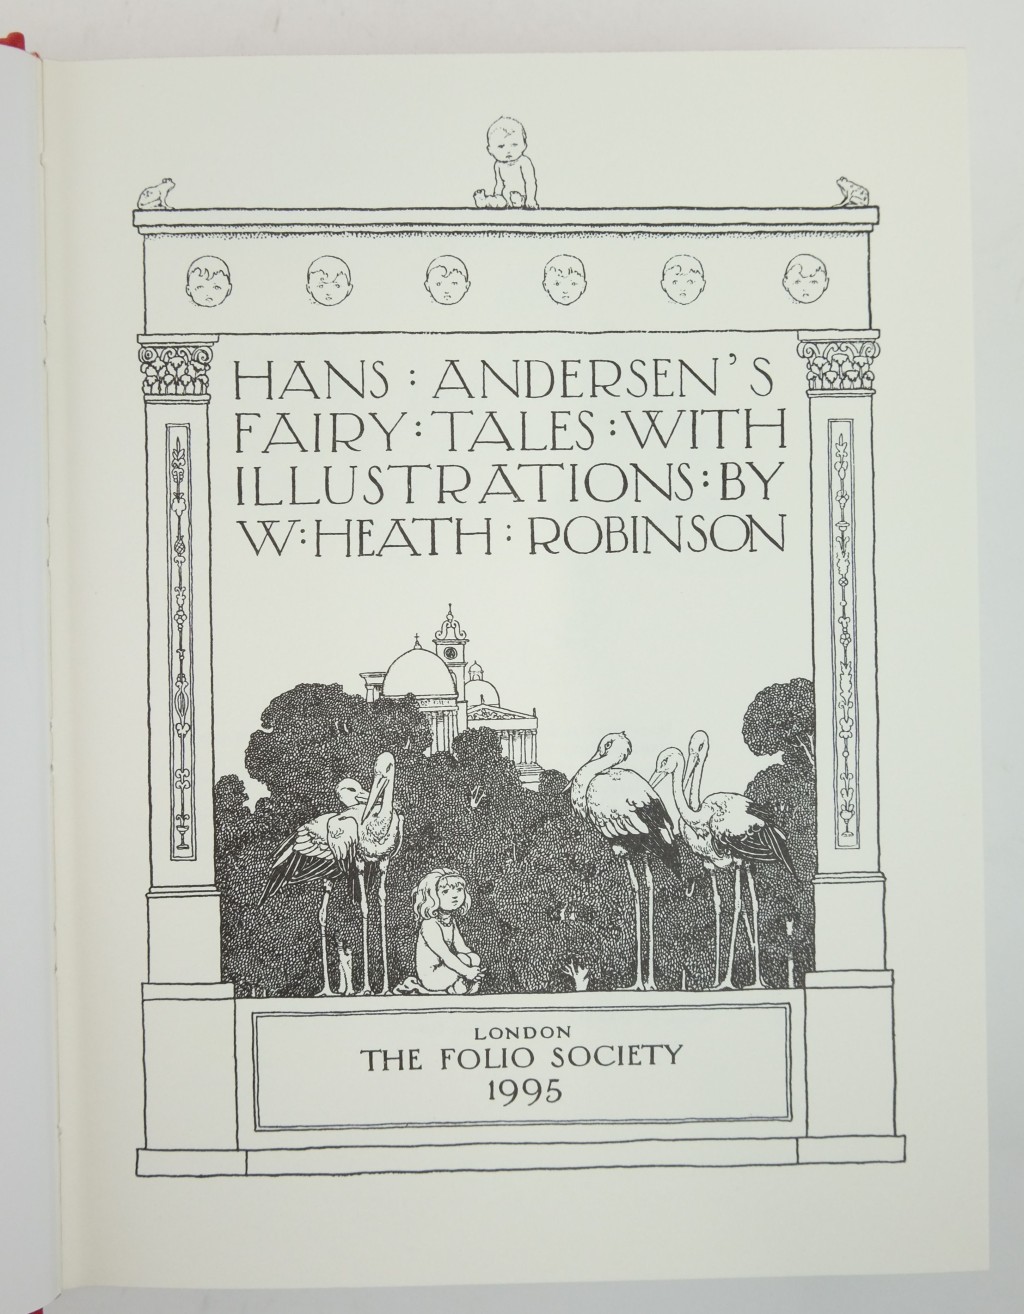 HANS : ANDERSEN'S
FAIRY : TALES : WITH
ILLUSTRATIONS : BY
W : HEATH : ROBINSON
LONDON
THE FOLIO SOCIETY
1995